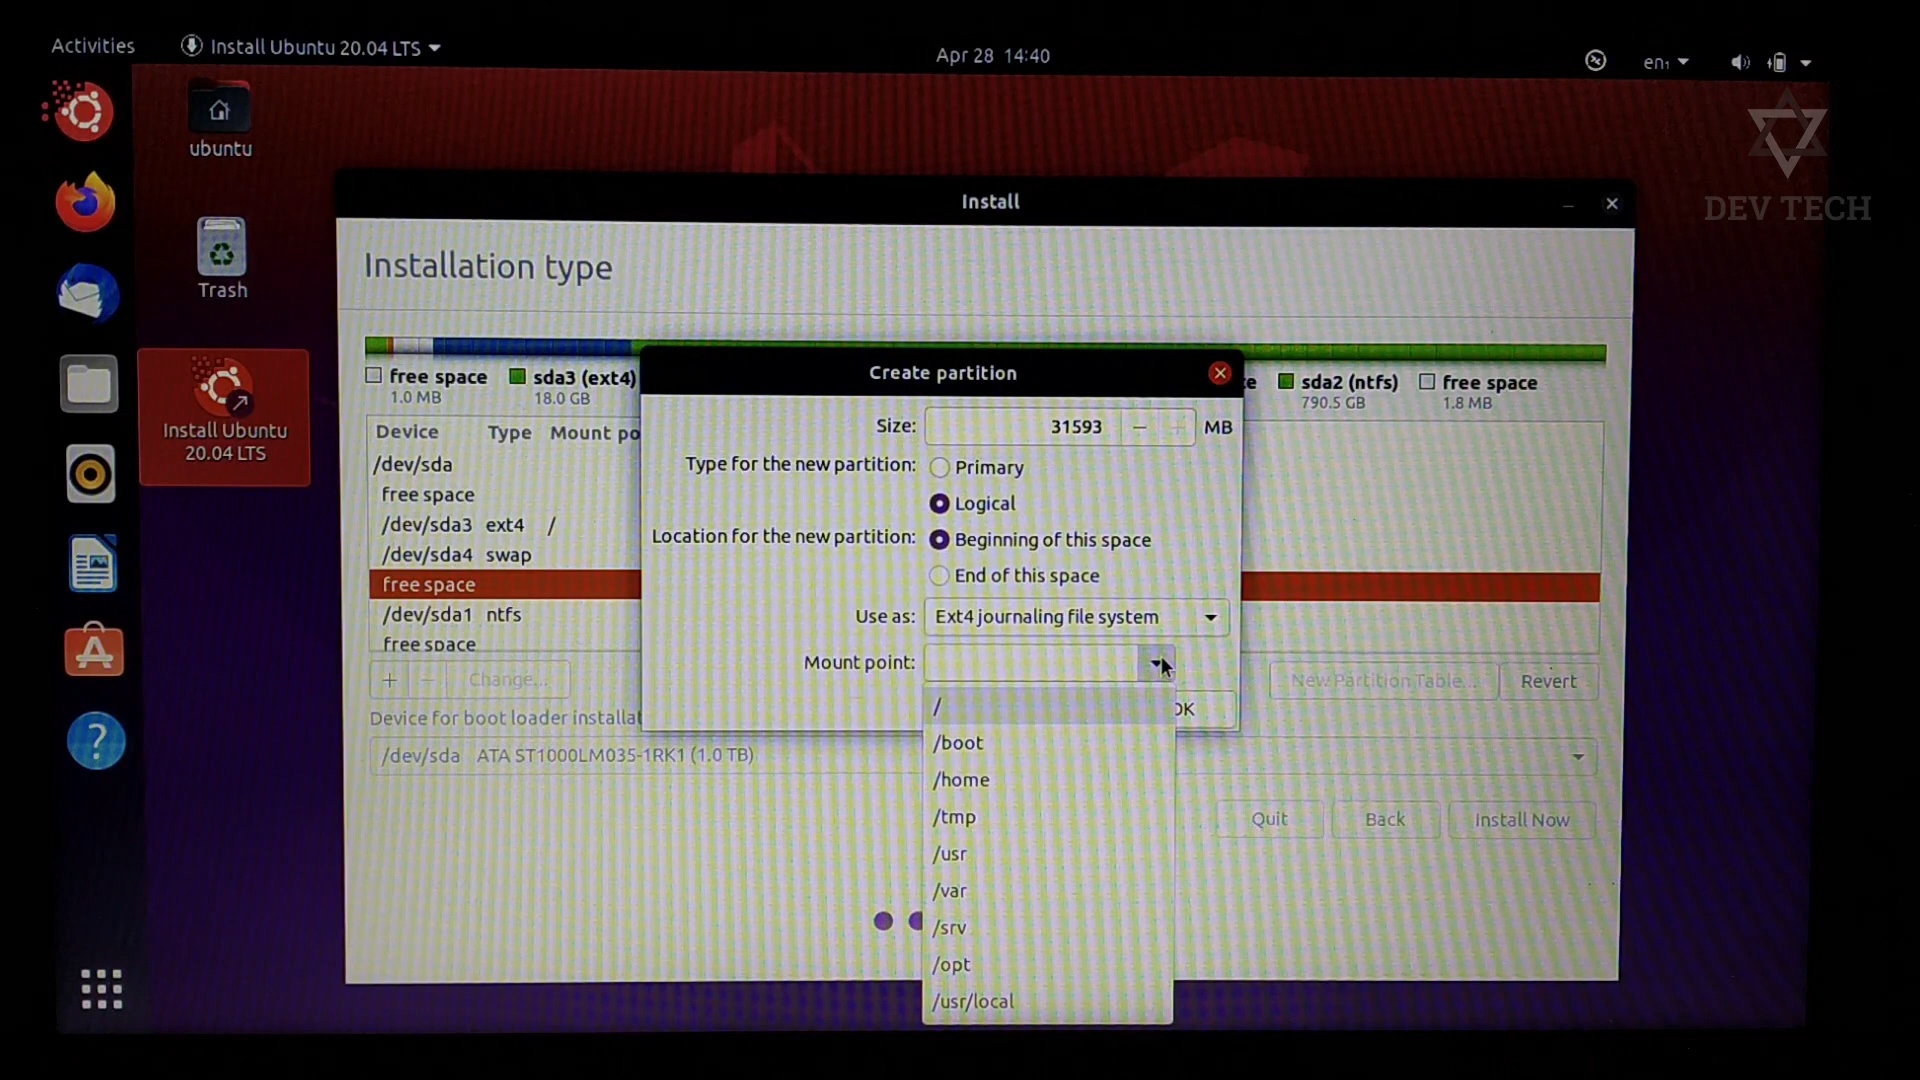 Activities
Install Ubuntu 20.04 LTS
Apr 28 14:40
en₁
ubuntu
Trash
Install Ubuntu
20.04 LTS
DEV TECH
Install
Installation type
free space
1.0 MB
sda3 (ext4)
18.0 GB
sda2 (ntfs)
790.5 GB
free space
1.8 MB
Device Type Mount po
/dev/sda
free space
/dev/sda3 ext4 /
/dev/sda4 swap
free space
/dev/sda1 ntfs
free space
+ − Change...
New Partition Table... Revert
Device for boot loader installat
/dev/sda ATA ST1000LM035-1RK1 (1.0 TB)
Quit Back Install Now
Create partition
Size: 31593 − + MB
Type for the new partition: Primary
Logical
Location for the new partition: Beginning of this space
End of this space
Use as: Ext4 journaling file system
Mount point:
OK
/
/boot
/home
/tmp
/usr
/var
/srv
/opt
/usr/local